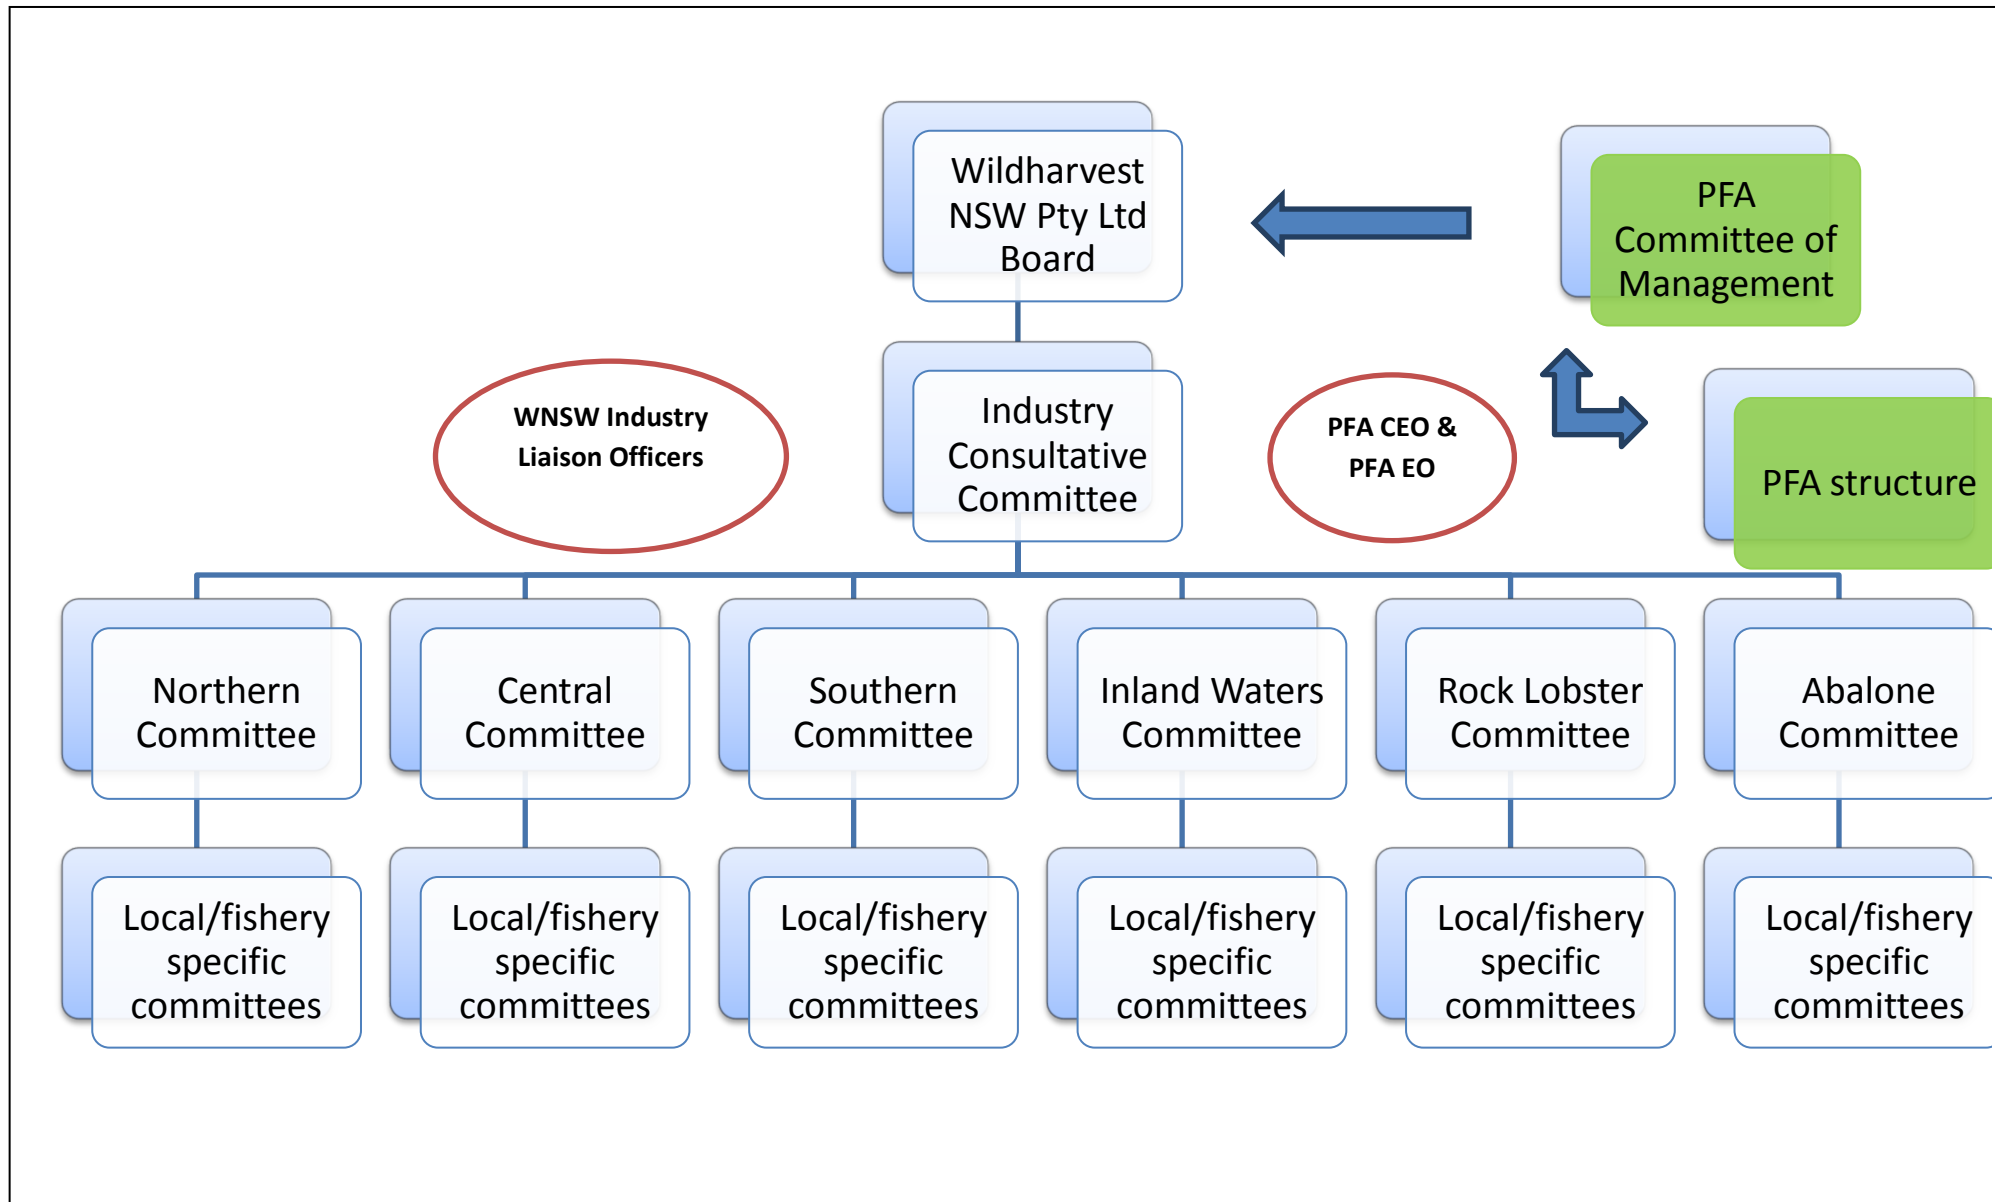 Wildharvest
NSW Pty Ltd
Board
PFA
Committee of
Management
WNSW Industry
Liaison Officers
Industry
Consultative
Committee
PFA CEO &
PFA EO
PFA structure
Northern
Committee
Central
Committee
Southern
Committee
Inland Waters
Committee
Rock Lobster
Committee
Abalone
Committee
Local/fishery
specific
committees
Local/fishery
specific
committees
Local/fishery
specific
committees
Local/fishery
specific
committees
Local/fishery
specific
committees
Local/fishery
specific
committees